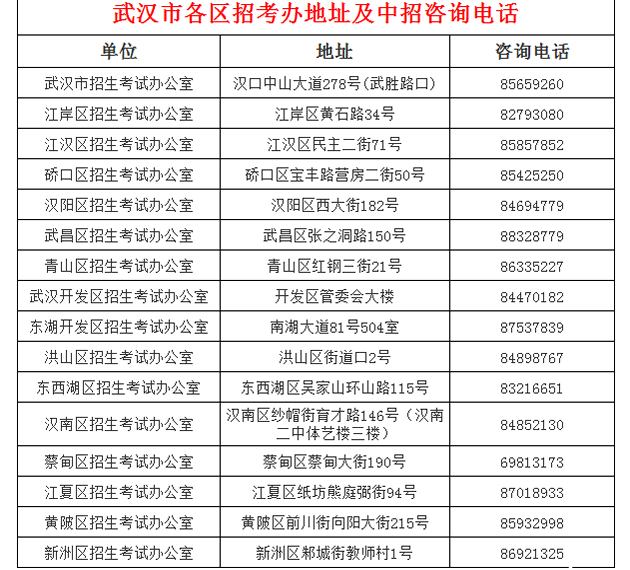 武汉市各区招考办地址及中招咨询电话
单位 地址 咨询电话
武汉市招生考试办公室 汉口中山大道278号(武胜路口) 85659260
江岸区招生考试办公室 江岸区黄石路34号 82793080
江汉区招生考试办公室 江汉区民主二街71号 85857852
硚口区招生考试办公室 硚口区宝丰路营房二街50号 85425250
汉阳区招生考试办公室 汉阳区西大街182号 84694779
武昌区招生考试办公室 武昌区张之洞路150号 88328779
青山区招生考试办公室 青山区红钢三街21号 86335227
武汉开发区招生考试办公室 开发区管委会大楼 84470182
东湖开发区招生考试办公室 南湖大道81号504室 87537839
洪山区招生考试办公室 洪山区街道口2号 84898767
东西湖区招生考试办公室 东西湖区吴家山环山路115号 83216651
汉南区招生考试办公室 汉南区纱帽街育才路146号（汉南
二中体艺楼三楼） 84852130
蔡甸区招生考试办公室 蔡甸区蔡甸大街190号 69813173
江夏区招生考试办公室 江夏区纸坊熊庭弼街94号 87018933
黄陂区招生考试办公室 黄陂区前川街向阳大街215号 85932998
新洲区招生考试办公室 新洲区邾城街教师村1号 86921325